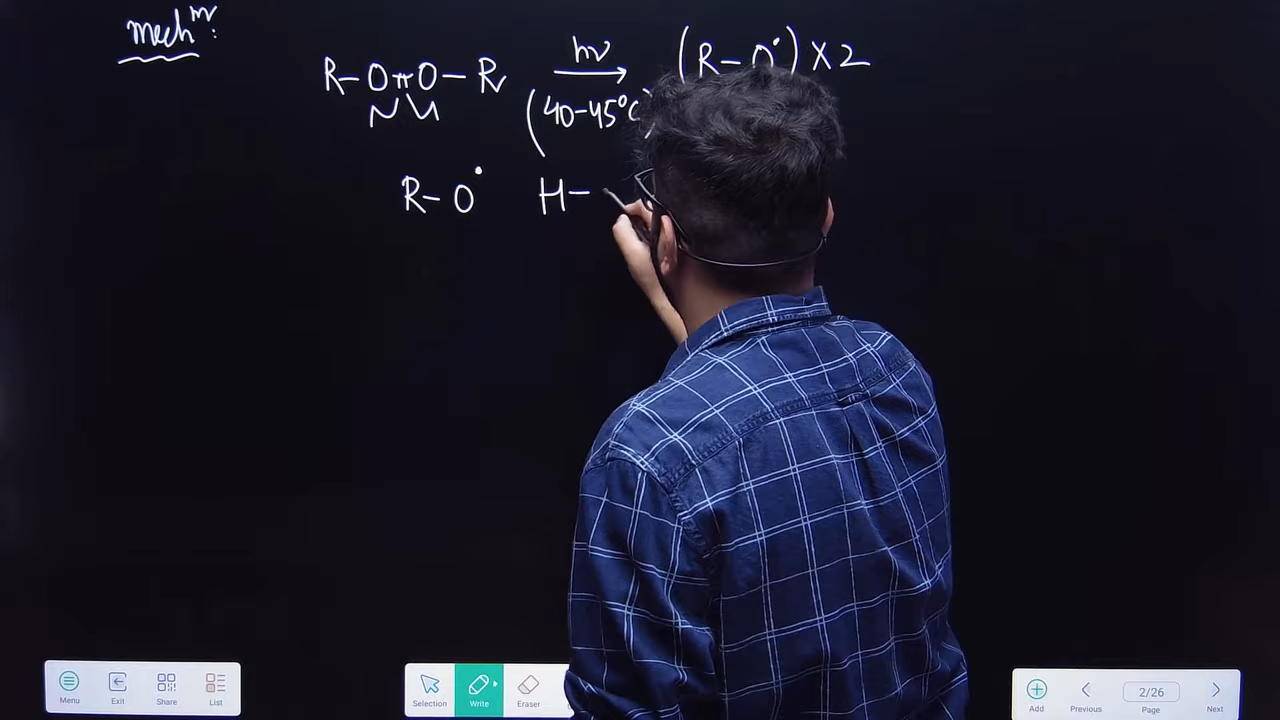 mechᵐ:
R-O-O-R hν (R-O•)×2
(40-45°C
R-O• H-
Menu Exit Share List
Selection Write Eraser
Add Previous 2/26 Page Next